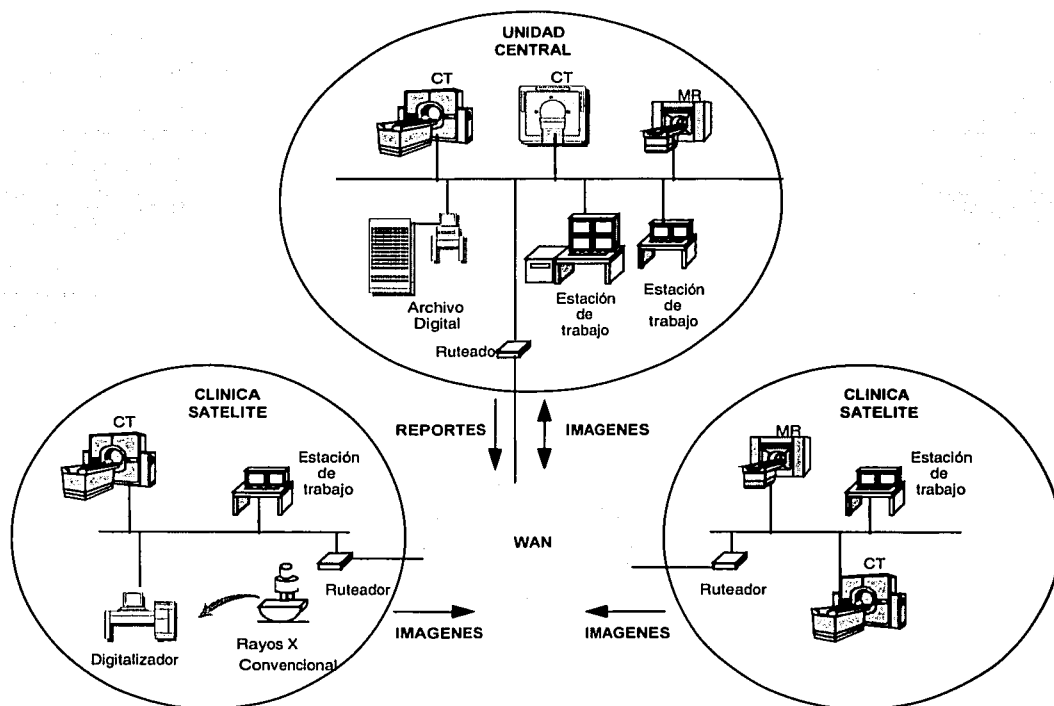 UNIDAD
CENTRAL
CT
CT
MR
Archivo
Digital
Estación
de
trabajo
Estación
de
trabajo
Ruteador
REPORTES
IMAGENES
CLINICA
SATELITE
CT
Estación
de
trabajo
Ruteador
Digitalizador
Rayos X
Convencional
IMAGENES
WAN
CLINICA
SATELITE
MR
Estación
de
trabajo
Ruteador
CT
IMAGENES